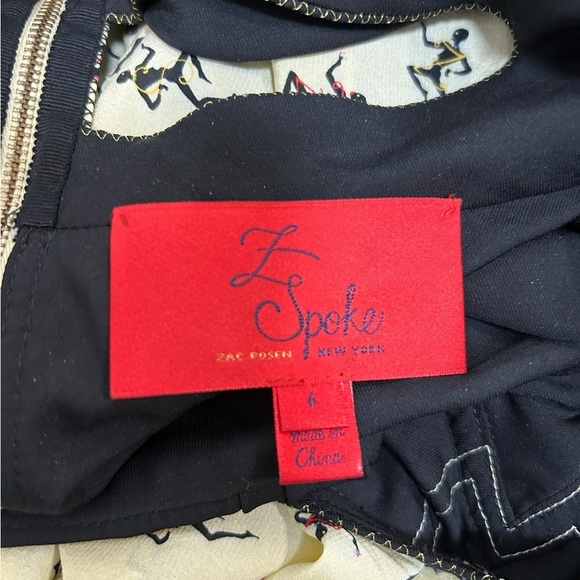 Z
Spoke
ZAC POSEN NEW YORK
6
made in
China